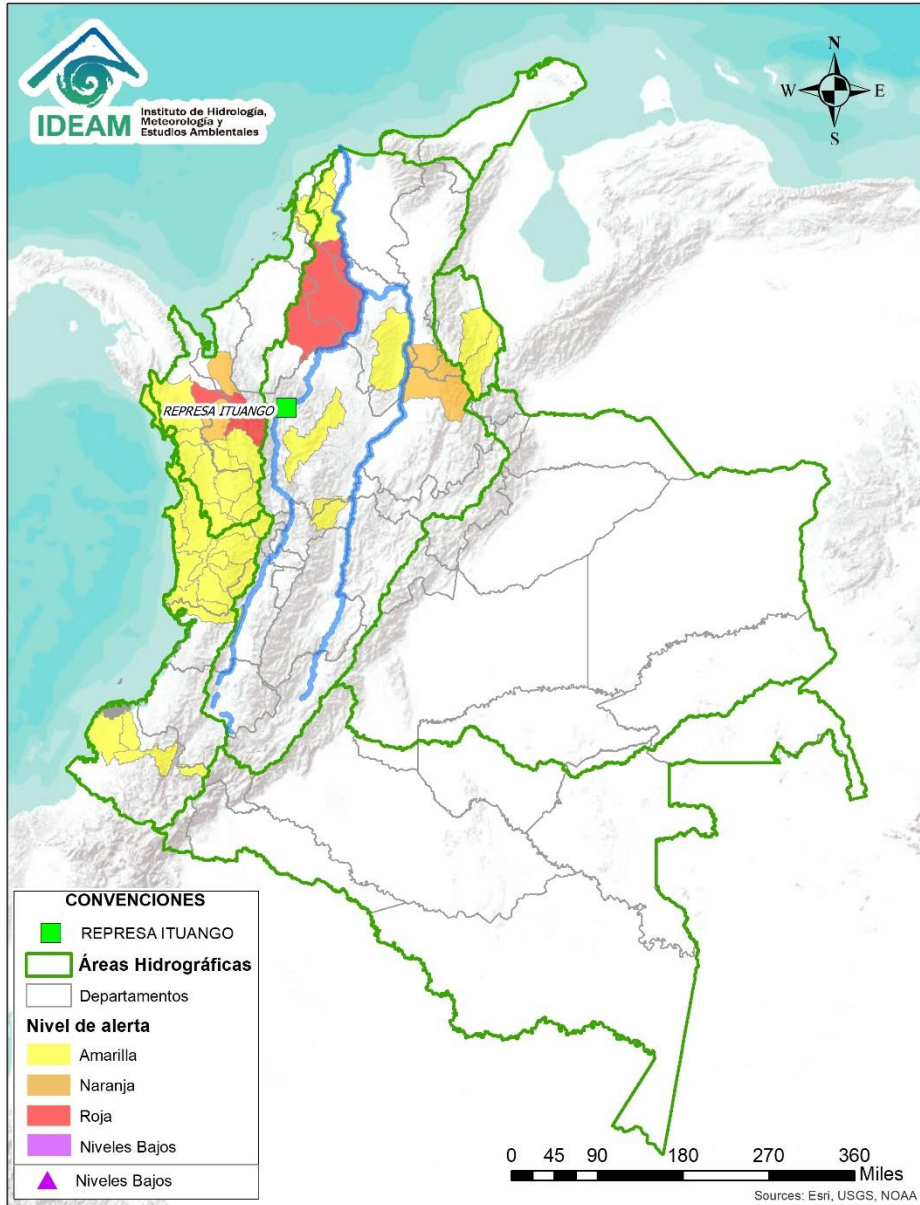 IDEAM
Instituto de Hidrología,
Meteorología y
Estudios Ambientales
N
W
E
S
REPRESA ITUANGO
CONVENCIONES
REPRESA ITUANGO
Áreas Hidrográficas
Departamentos
Nivel de alerta
Amarilla
Naranja
Roja
Niveles Bajos
Niveles Bajos
0 45 90 180 270 360
Miles
Sources: Esri, USGS, NOAA